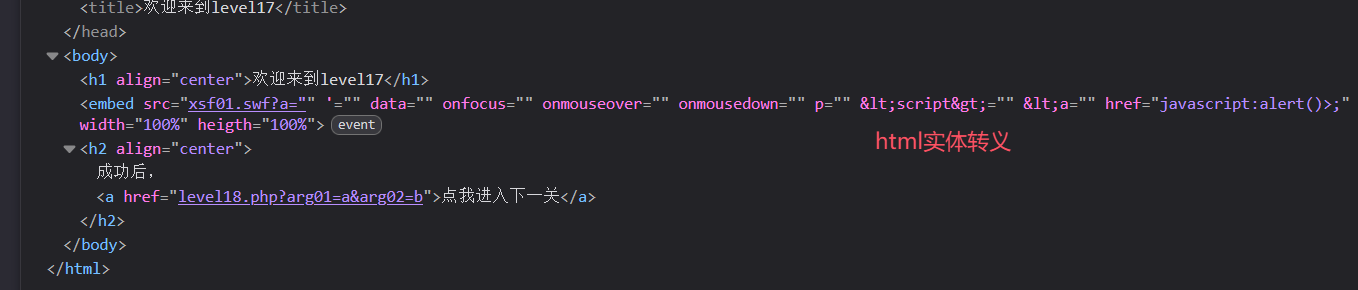 <title>欢迎来到level17</title>
</head>
<body>
<h1 align="center">欢迎来到level17</h1>
<embed src="xsf01.swf?a="" '="" data="" onfocus="" onmouseover="" onmousedown="" p="" &lt;script&gt;="" &lt;a="" href="javascript:alert()>;"
width="100%" heigth="100%"> event
html实体转义
<h2 align="center">
成功后，
<a href="level18.php?arg01=a&arg02=b">点我进入下一关</a>
</h2>
</body>
</html>